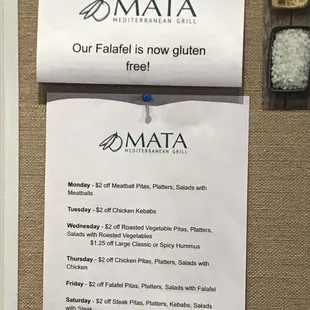 MATA
MEDITERRANEAN GRILL
Our Falafel is now gluten
free!
MATA
MEDITERRANEAN GRILL
Monday - $2 off Meatball Pitas, Platters, Salads with
Meatballs
Tuesday - $2 off Chicken Kebabs
Wednesday - $2 off Roasted Vegetable Pitas, Platters,
Salads with Roasted Vegetables
$1.25 off Large Classic or Spicy Hummus
Thursday - $2 off Chicken Pitas, Platters, Salads with
Chicken
Friday - $2 off Falafel Pitas, Platters, Salads with Falafel
Saturday - $2 off Steak Pitas, Platters, Kebabs, Salads
with Steak